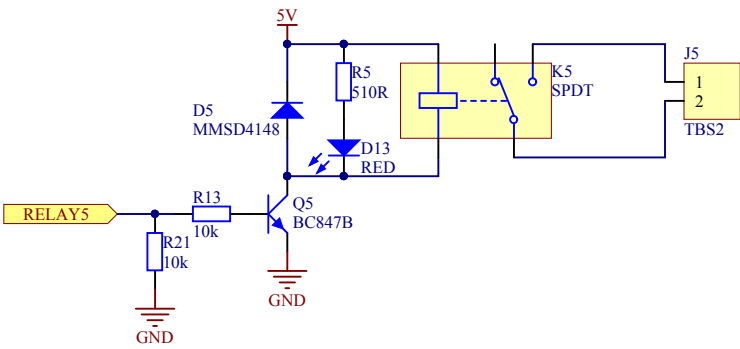 5V
J5
R5
510R
K5
SPDT
1
2
D5
MMSD4148
TBS2
D13
RED
R13
10k
Q5
BC847B
RELAY5
R21
10k
GND
GND